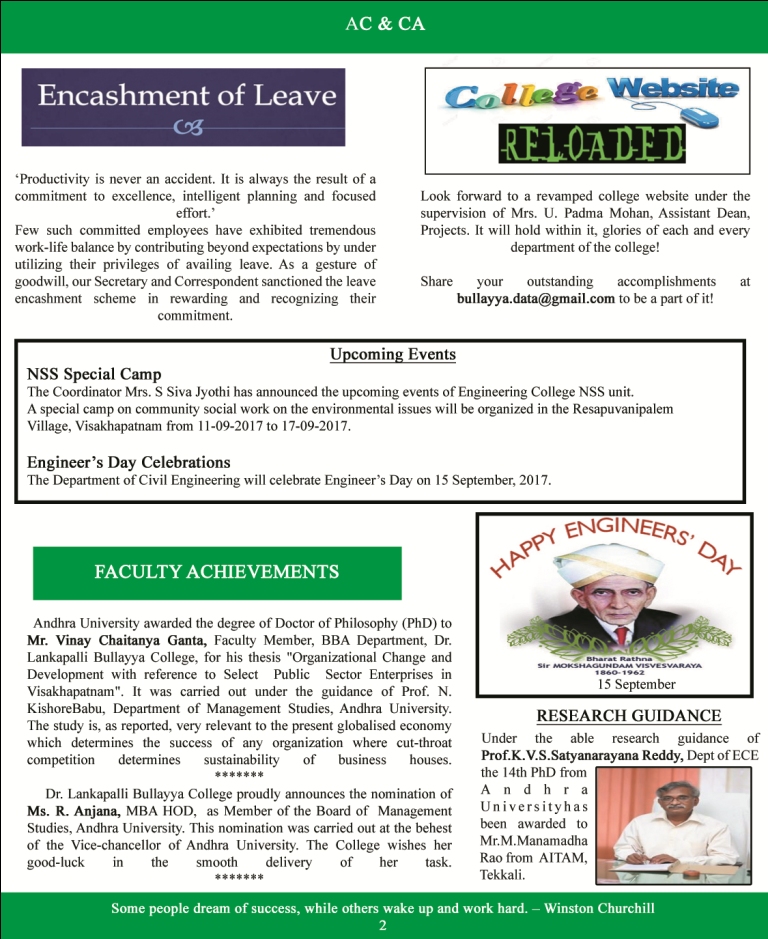 AC & CA
Encashment of Leave
‘Productivity is never an accident. It is always the result of a
commitment to excellence, intelligent planning and focused
effort.’
Few such committed employees have exhibited tremendous
work-life balance by contributing beyond expectations by under
utilizing their privileges of availing leave. As a gesture of
goodwill, our Secretary and Correspondent sanctioned the leave
encashment scheme in rewarding and recognizing their
commitment.
College Website
RELOADED
Look forward to a revamped college website under the
supervision of Mrs. U. Padma Mohan, Assistant Dean,
Projects. It will hold within it, glories of each and every
department of the college!
Share your outstanding accomplishments at
bullayya.data@gmail.com to be a part of it!
Upcoming Events
NSS Special Camp
The Coordinator Mrs. S Siva Jyothi has announced the upcoming events of Engineering College NSS unit.
A special camp on community social work on the environmental issues will be organized in the Resapuvanipalem
Village, Visakhapatnam from 11-09-2017 to 17-09-2017.
Engineer’s Day Celebrations
The Department of Civil Engineering will celebrate Engineer’s Day on 15 September, 2017.
FACULTY ACHIEVEMENTS
Andhra University awarded the degree of Doctor of Philosophy (PhD) to
Mr. Vinay Chaitanya Ganta, Faculty Member, BBA Department, Dr.
Lankapalli Bullayya College, for his thesis "Organizational Change and
Development with reference to Select Public Sector Enterprises in
Visakhapatnam". It was carried out under the guidance of Prof. N.
KishoreBabu, Department of Management Studies, Andhra University.
The study is, as reported, very relevant to the present globalised economy
which determines the success of any organization where cut-throat
competition determines sustainability of business houses.
*******
Dr. Lankapalli Bullayya College proudly announces the nomination of
Ms. R. Anjana, MBA HOD, as Member of the Board of Management
Studies, Andhra University. This nomination was carried out at the behest
of the Vice-chancellor of Andhra University. The College wishes her
good-luck in the smooth delivery of her task.
*******
HAPPY ENGINEERS’ DAY
Bharat Rathna
Sir MOKSHAGUNDAM VISVESVARAYA
1860-1962
15 September
RESEARCH GUIDANCE
Under the able research guidance of
Prof.K.V.S.Satyanarayana Reddy, Dept of ECE
the 14th PhD from
Andhra
Universityhas
been awarded to
Mr.M.Manamadha
Rao from AITAM,
Tekkali.
Some people dream of success, while others wake up and work hard. – Winston Churchill
2